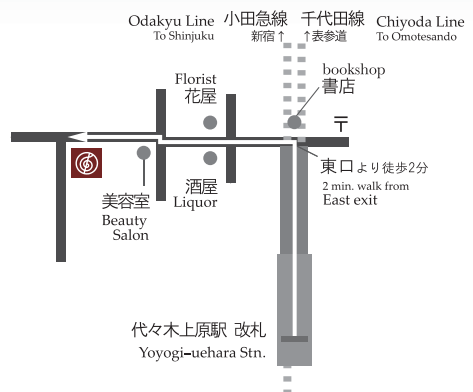 Odakyu Line 小田急線 千代田線 Chiyoda Line
To Shinjuku 新宿↑ ↑表参道 To Omotesando
Florist
花屋
bookshop
書店
〒
東口より徒歩2分
2 min. walk from
East exit
美容室
Beauty
Salon
酒屋
Liquor
代々木上原駅 改札
Yoyogi-uehara Stn.